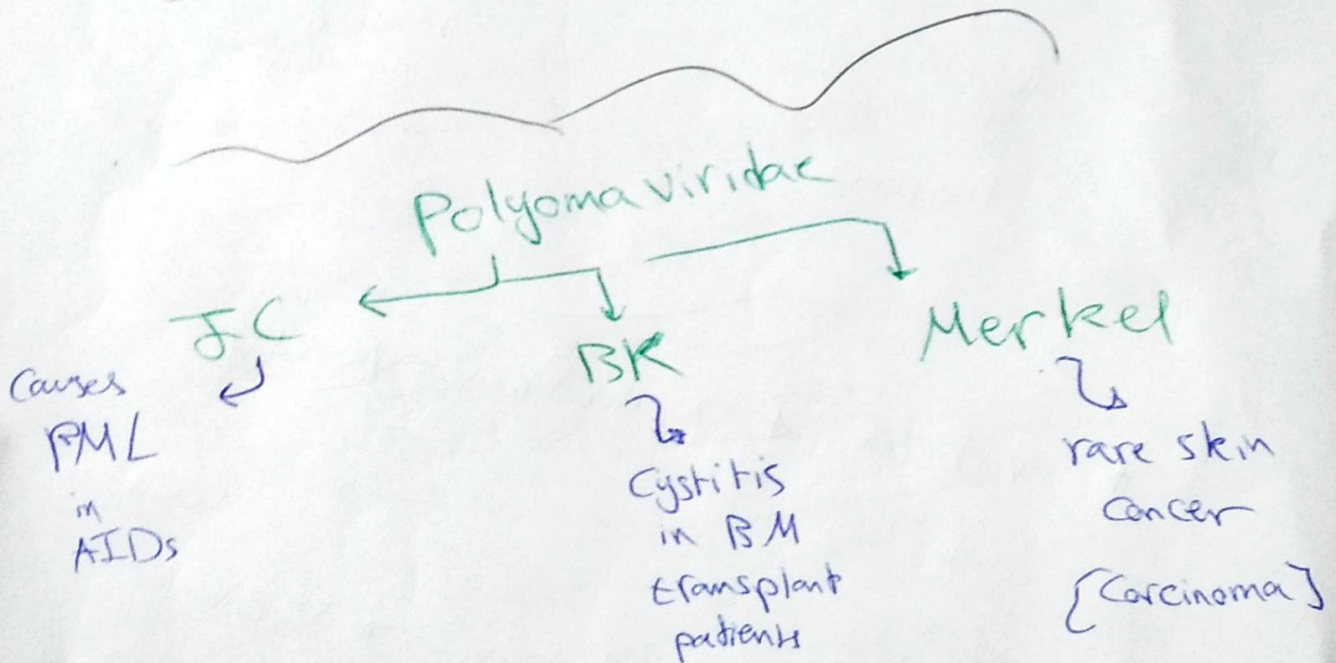 Polyomaviridae
JC
BK
Merkel
Causes
PML
in
AIDs
Cystitis
in BM
transplant
patients
rare skin
cancer
[Carcinoma]